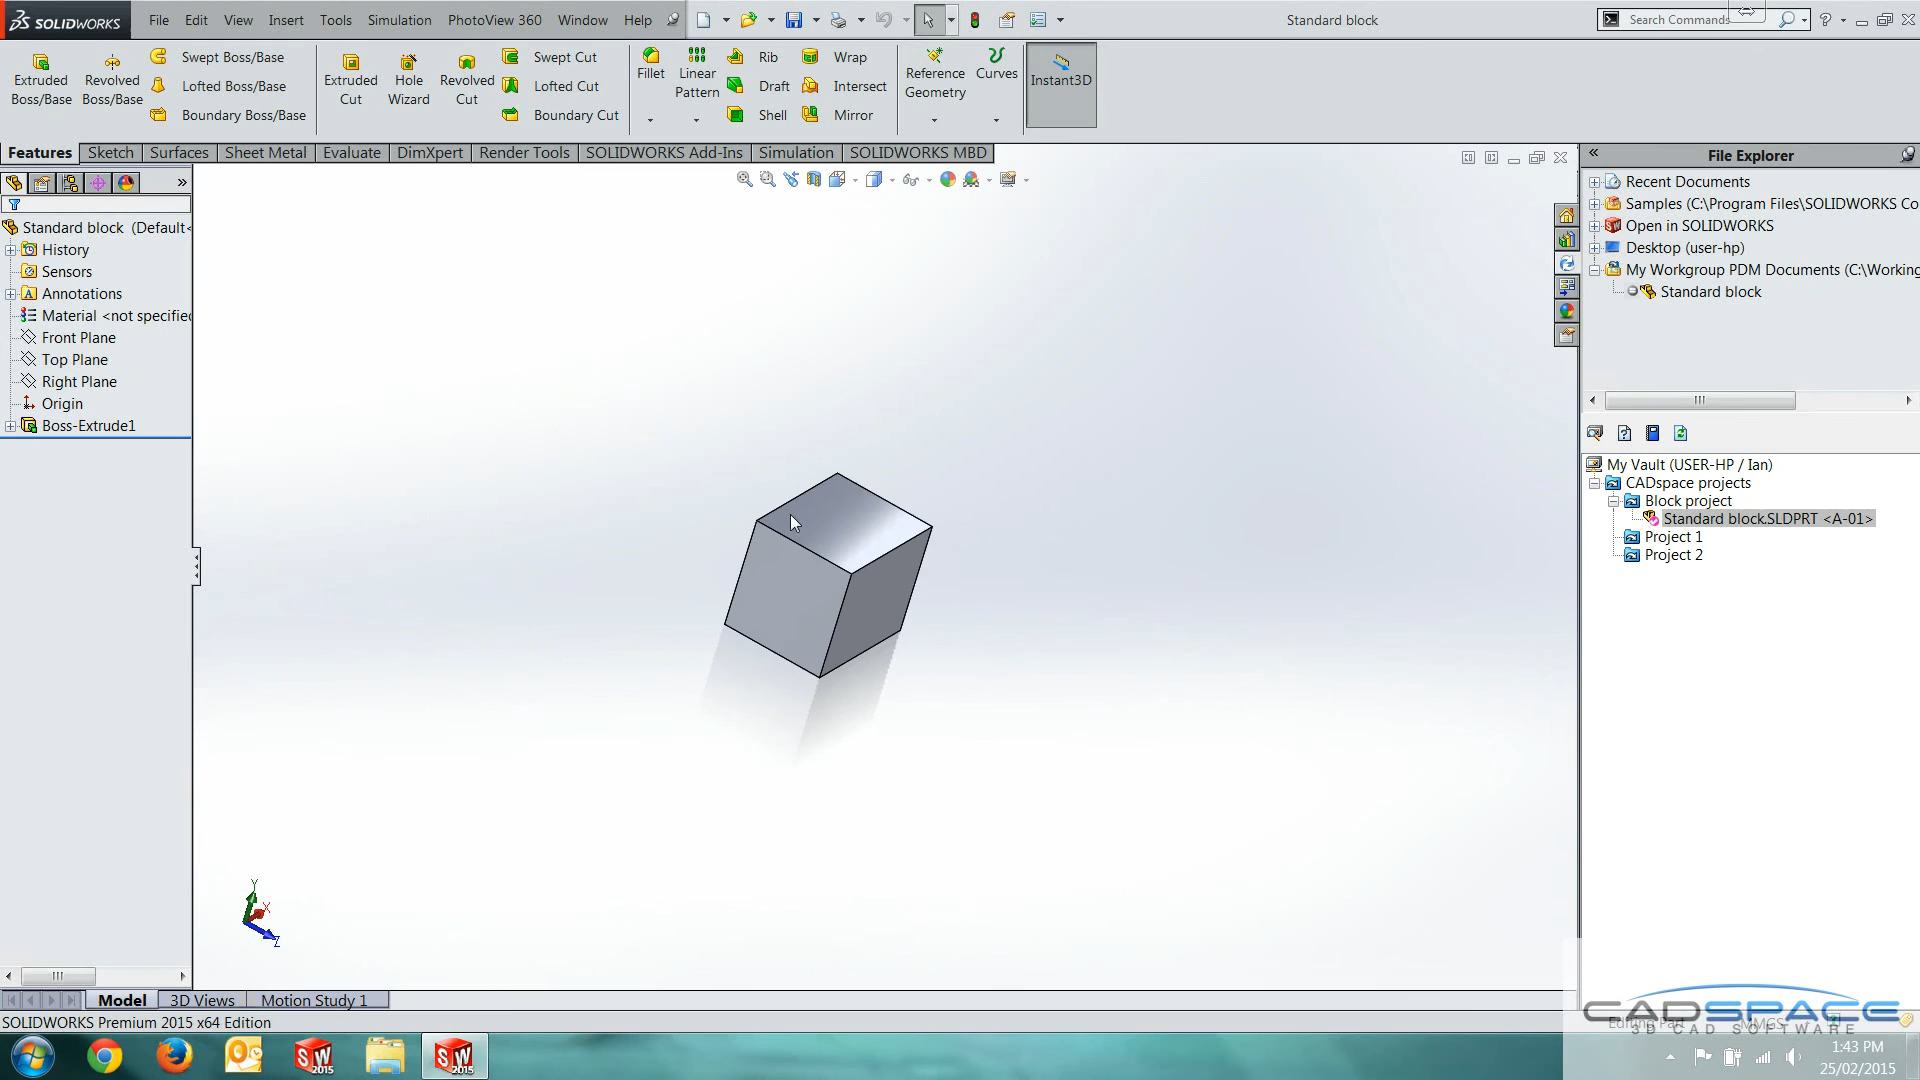 SOLIDWORKS File Edit View Insert Tools Simulation PhotoView 360 Window Help Standard block Search Commands
Extruded Boss/Base
Revolved Boss/Base
Swept Boss/Base
Lofted Boss/Base
Boundary Boss/Base
Extruded Cut
Hole Wizard
Revolved Cut
Swept Cut
Lofted Cut
Boundary Cut
Fillet
Linear Pattern
Rib
Draft
Shell
Wrap
Intersect
Mirror
Reference Geometry
Curves
Instant3D
Features Sketch Surfaces Sheet Metal Evaluate DimXpert Render Tools SOLIDWORKS Add-Ins Simulation SOLIDWORKS MBD
Standard block (Default<
History
Sensors
Annotations
Material <not specified
Front Plane
Top Plane
Right Plane
Origin
Boss-Extrude1
File Explorer
Recent Documents
Samples (C:\Program Files\SOLIDWORKS Co
Open in SOLIDWORKS
Desktop (user-hp)
My Workgroup PDM Documents (C:\Working
Standard block
My Vault (USER-HP / Ian)
CADspace projects
Block project
Standard block.SLDPRT <A-01>
Project 1
Project 2
Y
X
Z
Model 3D Views Motion Study 1
SOLIDWORKS Premium 2015 x64 Edition
Editing Part MMGS
CADSPACE
3D CAD SOFTWARE
SW 2015
SW 2015
1:43 PM
25/02/2015